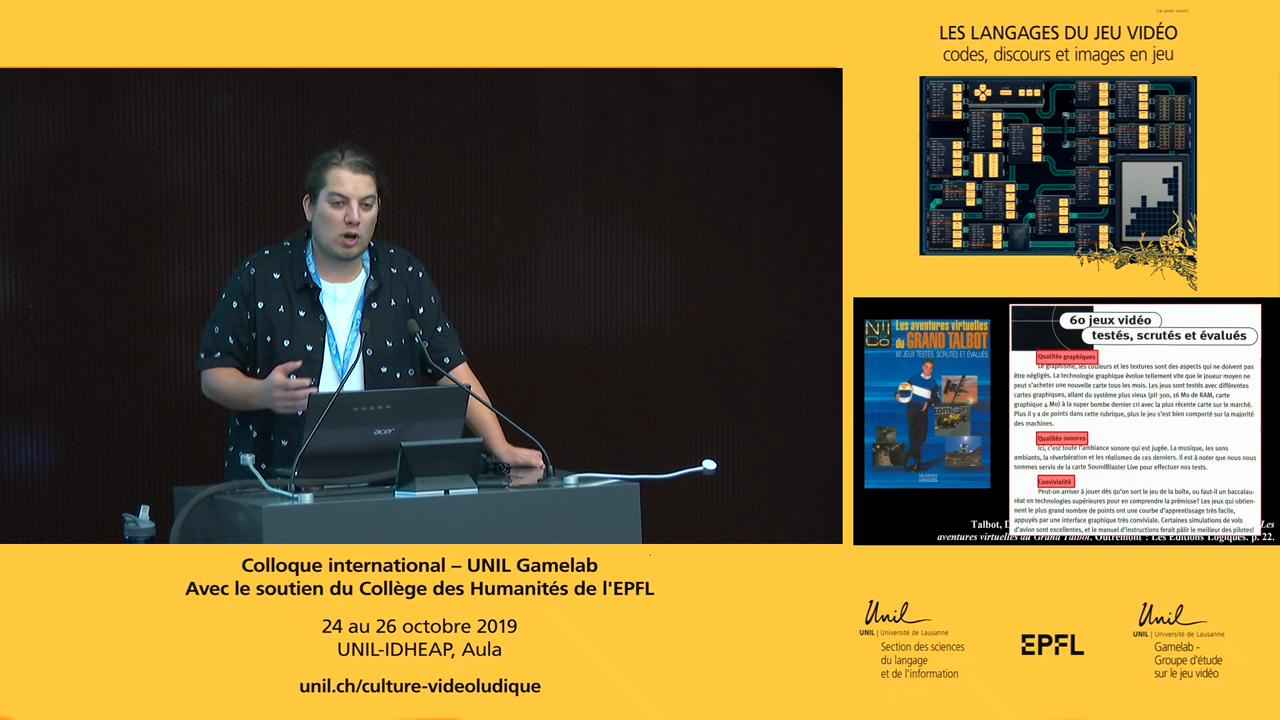 [le savoir vivant]
LES LANGAGES DU JEU VIDÉO
codes, discours et images en jeu
acer
NI
Co
Les aventures virtuelles
du GRAND TALBOT
60 JEUX TESTÉS, SCRUTÉS ET ÉVALUÉS
Les Éditions
LOGIQUES
60 jeux vidéo
testés, scrutés et évalués
Qualités graphiques
Le graphisme, les couleurs et les textures sont des aspects qui ne doivent pas
être négligés. La technologie graphique évolue tellement vite que le joueur moyen ne
peut s'acheter une nouvelle carte tous les mois. Les jeux sont testés avec différentes
cartes graphiques, allant du système plus vieux (pII 300, 16 Mo de RAM, carte
graphique 4 Mo) à la super bombe dernier cri avec la plus récente carte sur le marché.
Plus il y a de points dans cette rubrique, plus le jeu s'est bien comporté sur la majorité
des machines.
Qualités sonores
Ici, c'est toute l'ambiance sonore qui est jugée. La musique, les sons
ambiants, la réverbération et les réalismes de ces derniers. Il est à noter que nous nous
sommes servis de la carte SoundBlaster Live pour effectuer nos tests.
Convivialité
Peut-on arriver à jouer dès qu'on sort le jeu de la boîte, ou faut-il un baccalau-
réat en technologies supérieures pour en comprendre la prémisse? Les jeux qui obtien-
nent le plus grand nombre de points ont une courbe d'apprentissage très facile,
appuyés par une interface graphique très conviviale. Certaines simulations de vols
d'avion sont excellentes, et le manuel d'instructions ferait pâlir le meilleur des pilotes!
Talbot, D Les
aventures virtuelles du Grand Talbot. Outremont : Les Éditions Logiques. p. 22.
Colloque international – UNIL Gamelab
Avec le soutien du Collège des Humanités de l'EPFL
24 au 26 octobre 2019
UNIL-IDHEAP, Aula
unil.ch/culture-videoludique
Unil
UNIL | Université de Lausanne
Section des sciences
du langage
et de l'information
EPFL
Unil
UNIL | Université de Lausanne
Gamelab -
Groupe d'étude
sur le jeu vidéo